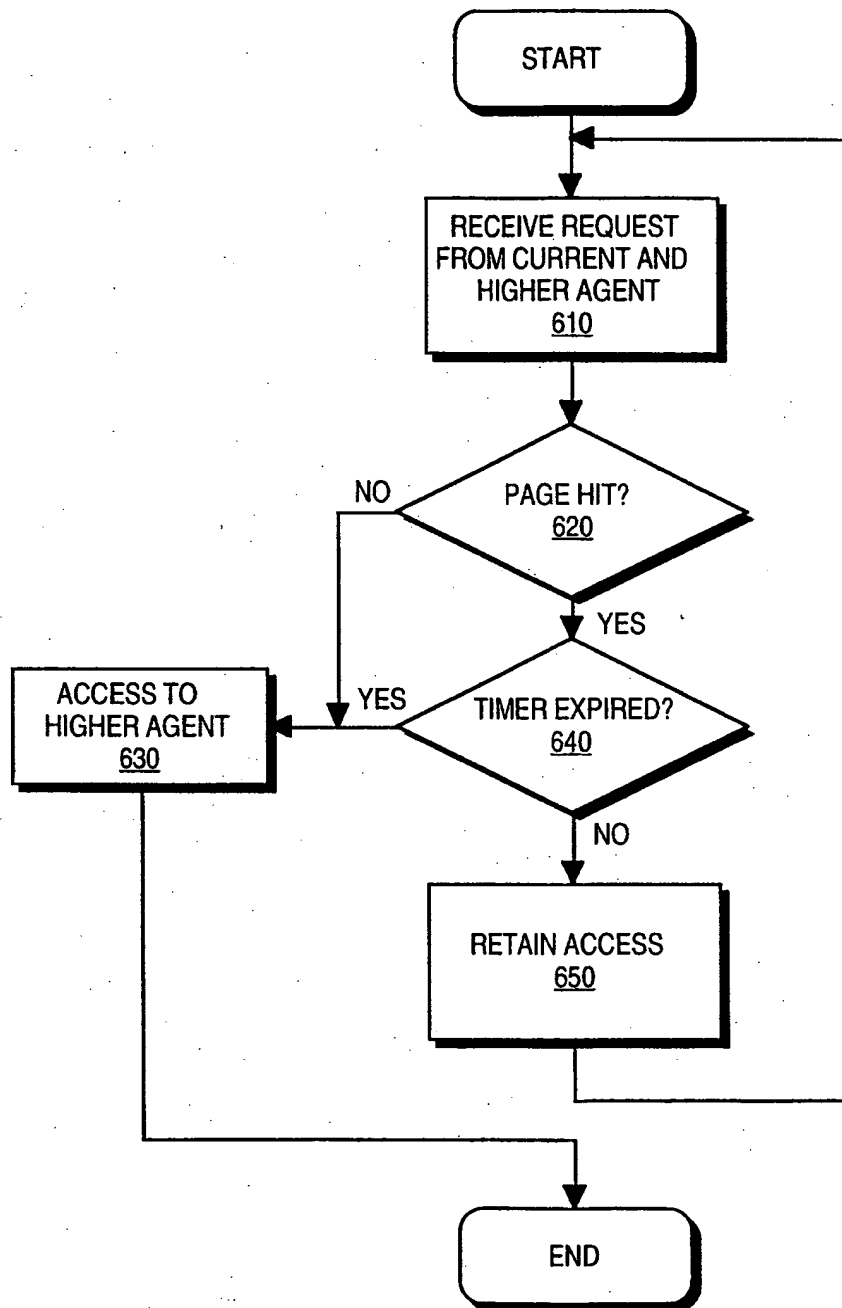 START
RECEIVE REQUEST
FROM CURRENT AND
HIGHER AGENT
610
NO
PAGE HIT?
620
YES
ACCESS TO
HIGHER AGENT
630
YES
TIMER EXPIRED?
640
NO
RETAIN ACCESS
650
END